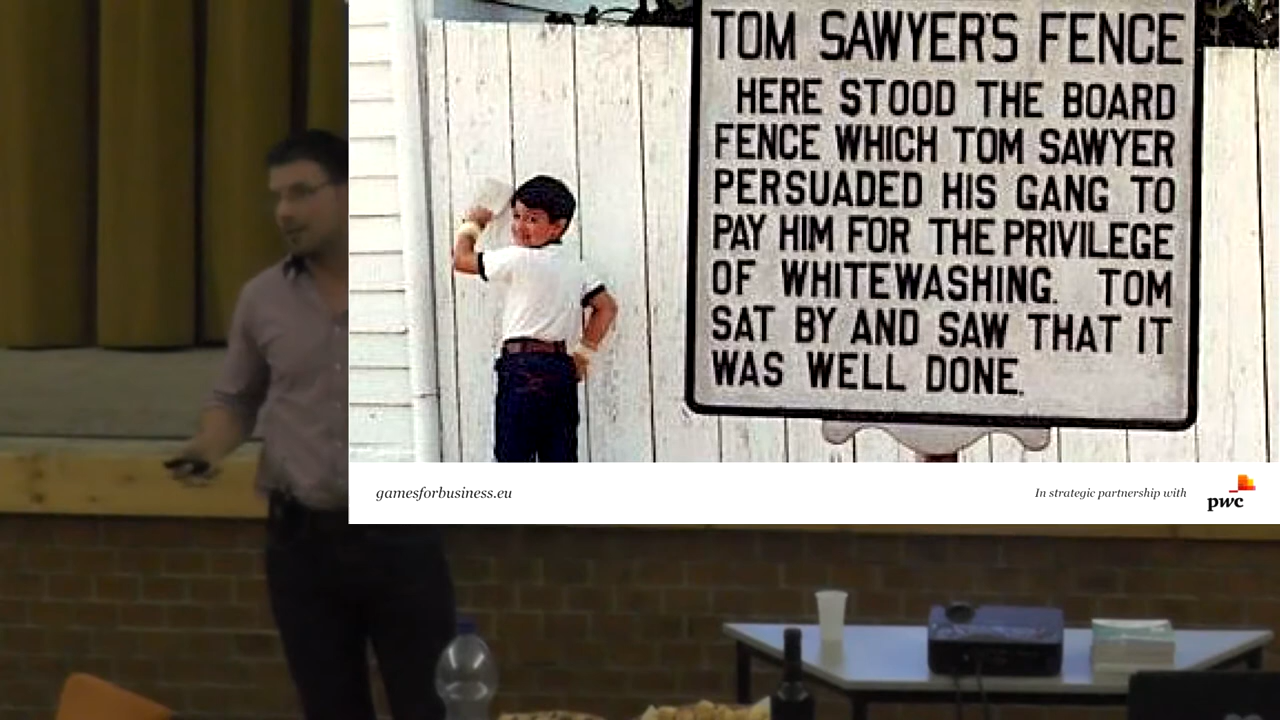 TOM SAWYER'S FENCE
HERE STOOD THE BOARD
FENCE WHICH TOM SAWYER
PERSUADED HIS GANG TO
PAY HIM FOR THE PRIVILEGE
OF WHITEWASHING. TOM
SAT BY AND SAW THAT IT
WAS WELL DONE.
gamesforbusiness.eu
In strategic partnership with
pwc